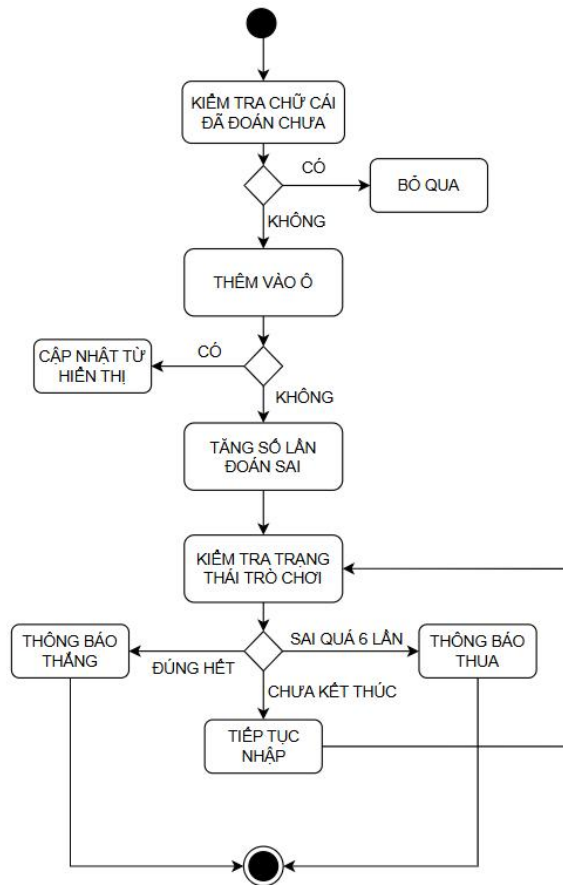 KIỂM TRA CHỮ CÁI
ĐÃ ĐOÁN CHƯA
CÓ
BỎ QUA
KHÔNG
THÊM VÀO Ô
CẬP NHẬT TỪ
HIỂN THỊ
CÓ
KHÔNG
TĂNG SỐ LẦN
ĐOÁN SAI
KIỂM TRA TRẠNG
THÁI TRÒ CHƠI
THÔNG BÁO
THẮNG
ĐÚNG HẾT
SAI QUÁ 6 LẦN
THÔNG BÁO
THUA
CHƯA KẾT THÚC
TIẾP TỤC
NHẬP